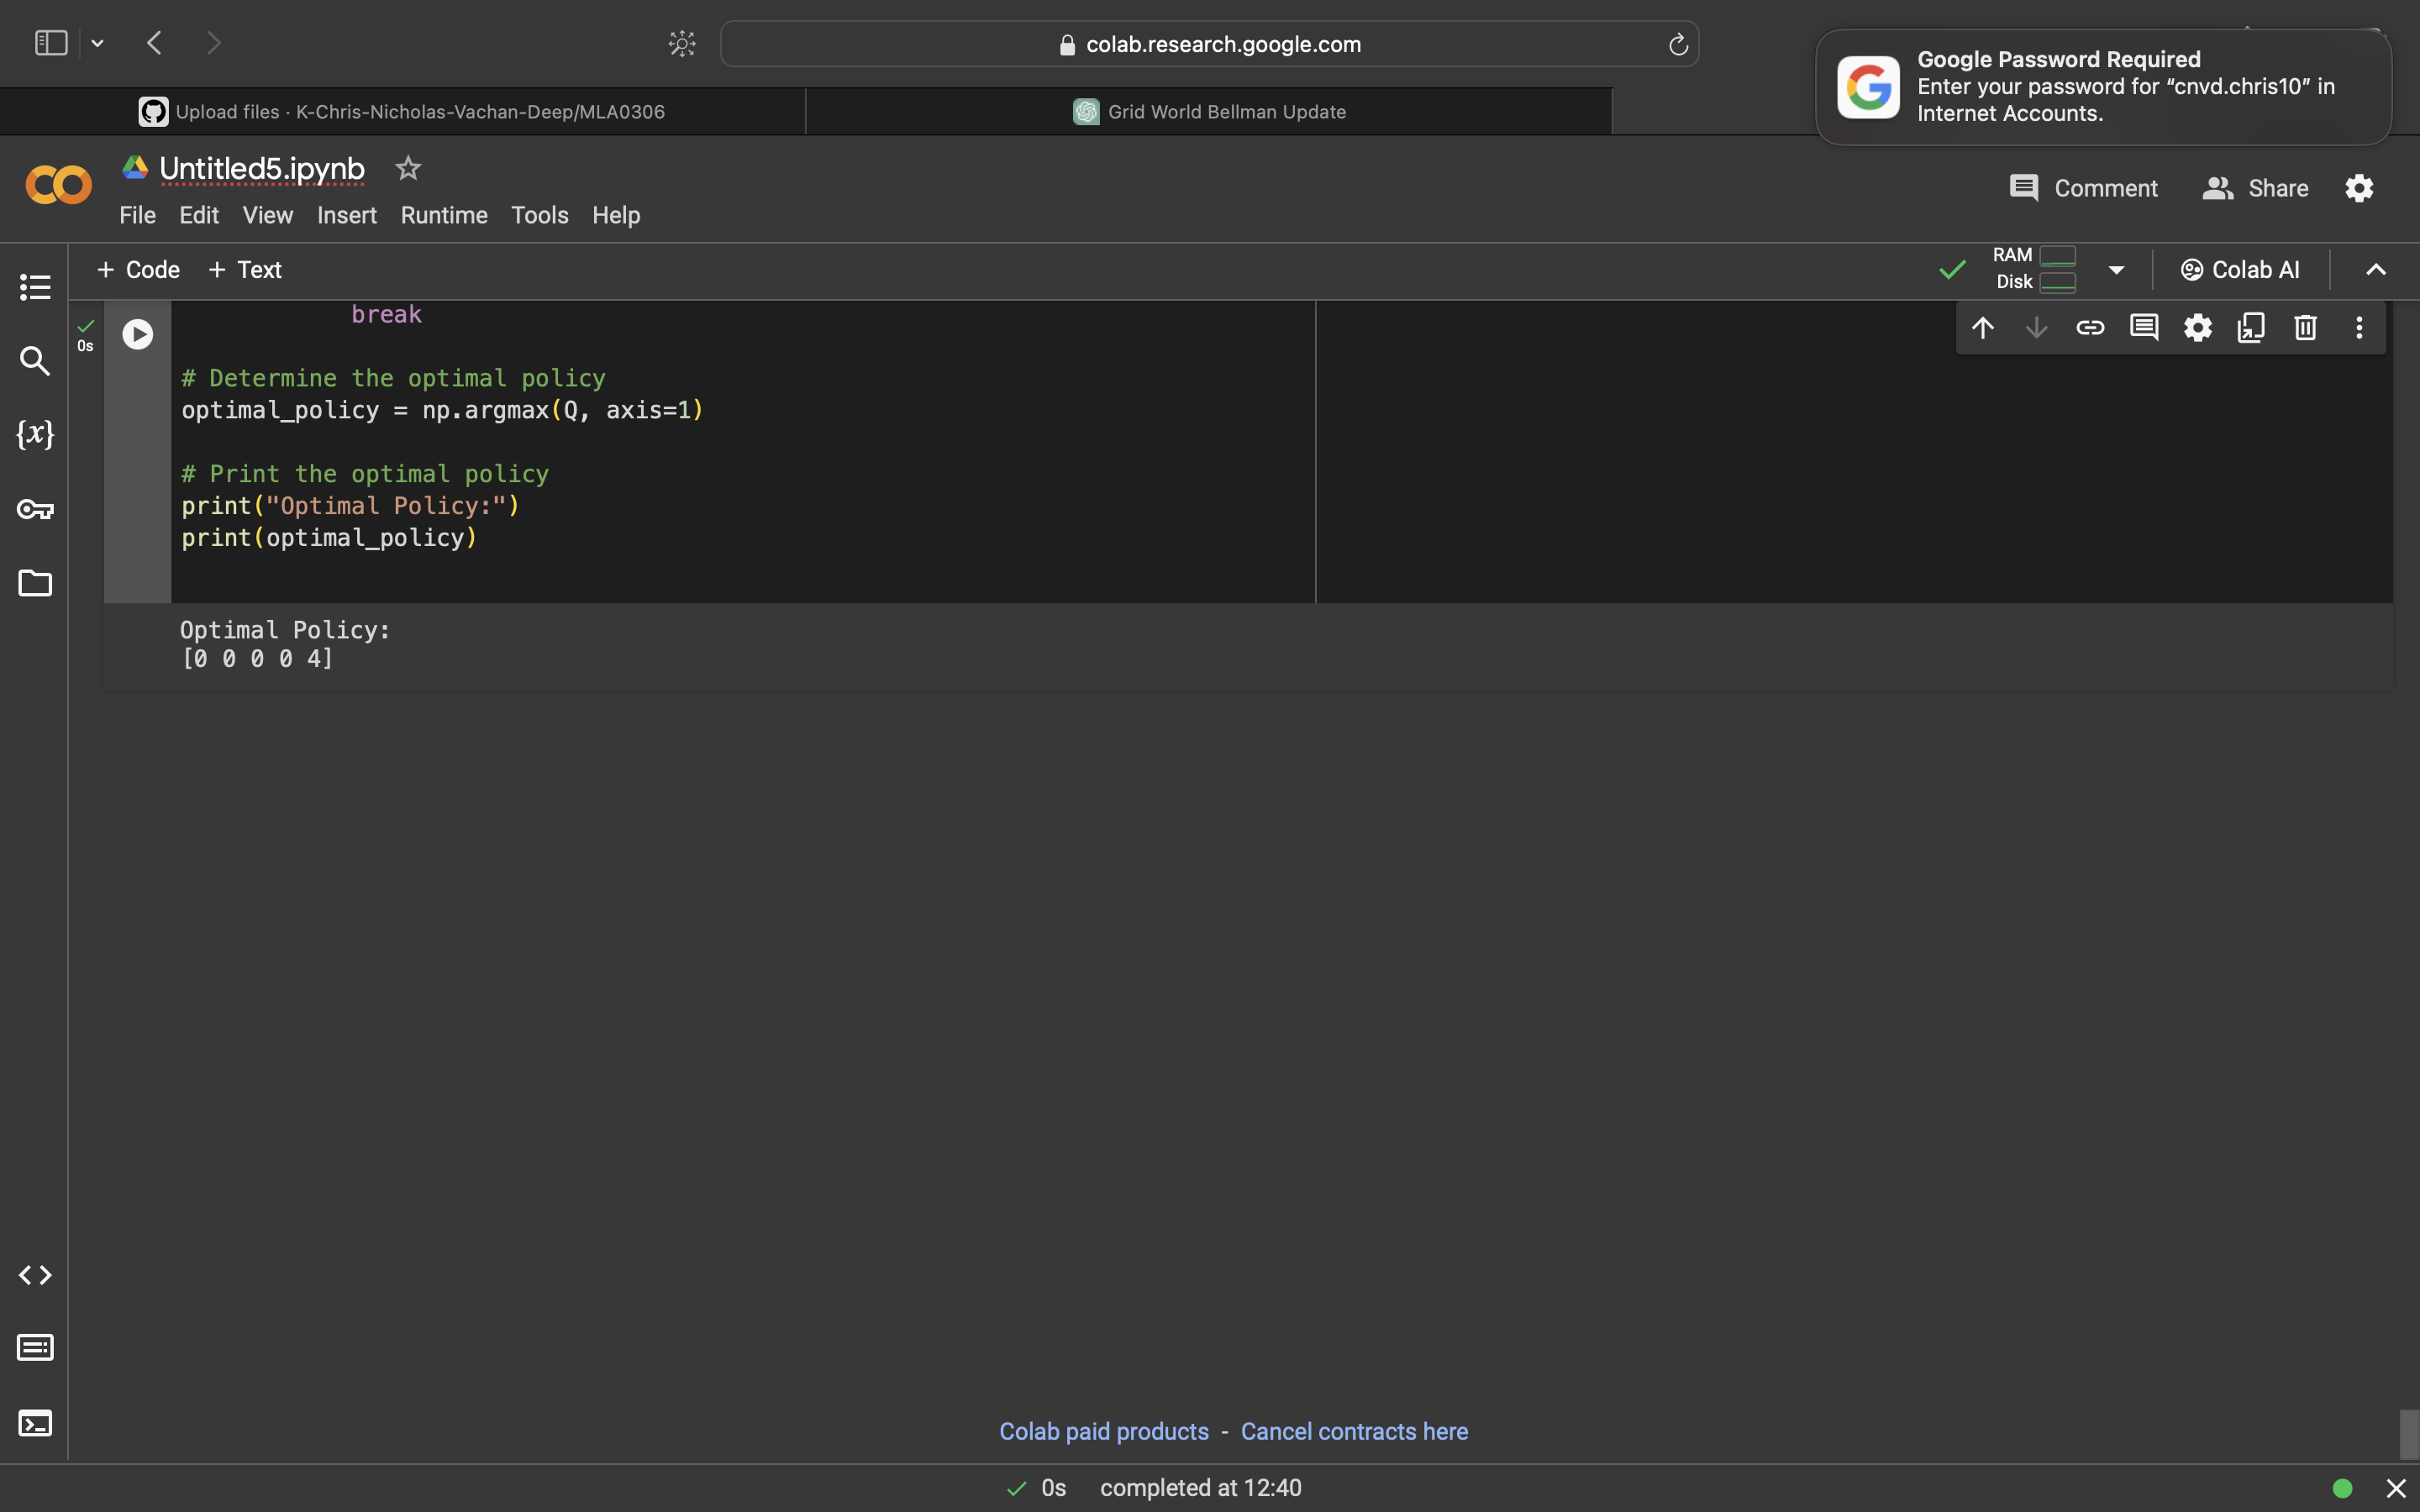 colab.research.google.com
Google Password Required
Enter your password for “cnvd.chris10” in
Internet Accounts.
Upload files · K-Chris-Nicholas-Vachan-Deep/MLA0306
Grid World Bellman Update
Untitled5.ipynb
File Edit View Insert Runtime Tools Help
Comment Share
+ Code + Text
RAM
Disk
Colab AI
0s
break
# Determine the optimal policy
optimal_policy = np.argmax(Q, axis=1)
# Print the optimal policy
print("Optimal Policy:")
print(optimal_policy)
{x}
Optimal Policy:
[0 0 0 0 4]
Colab paid products - Cancel contracts here
0s completed at 12:40